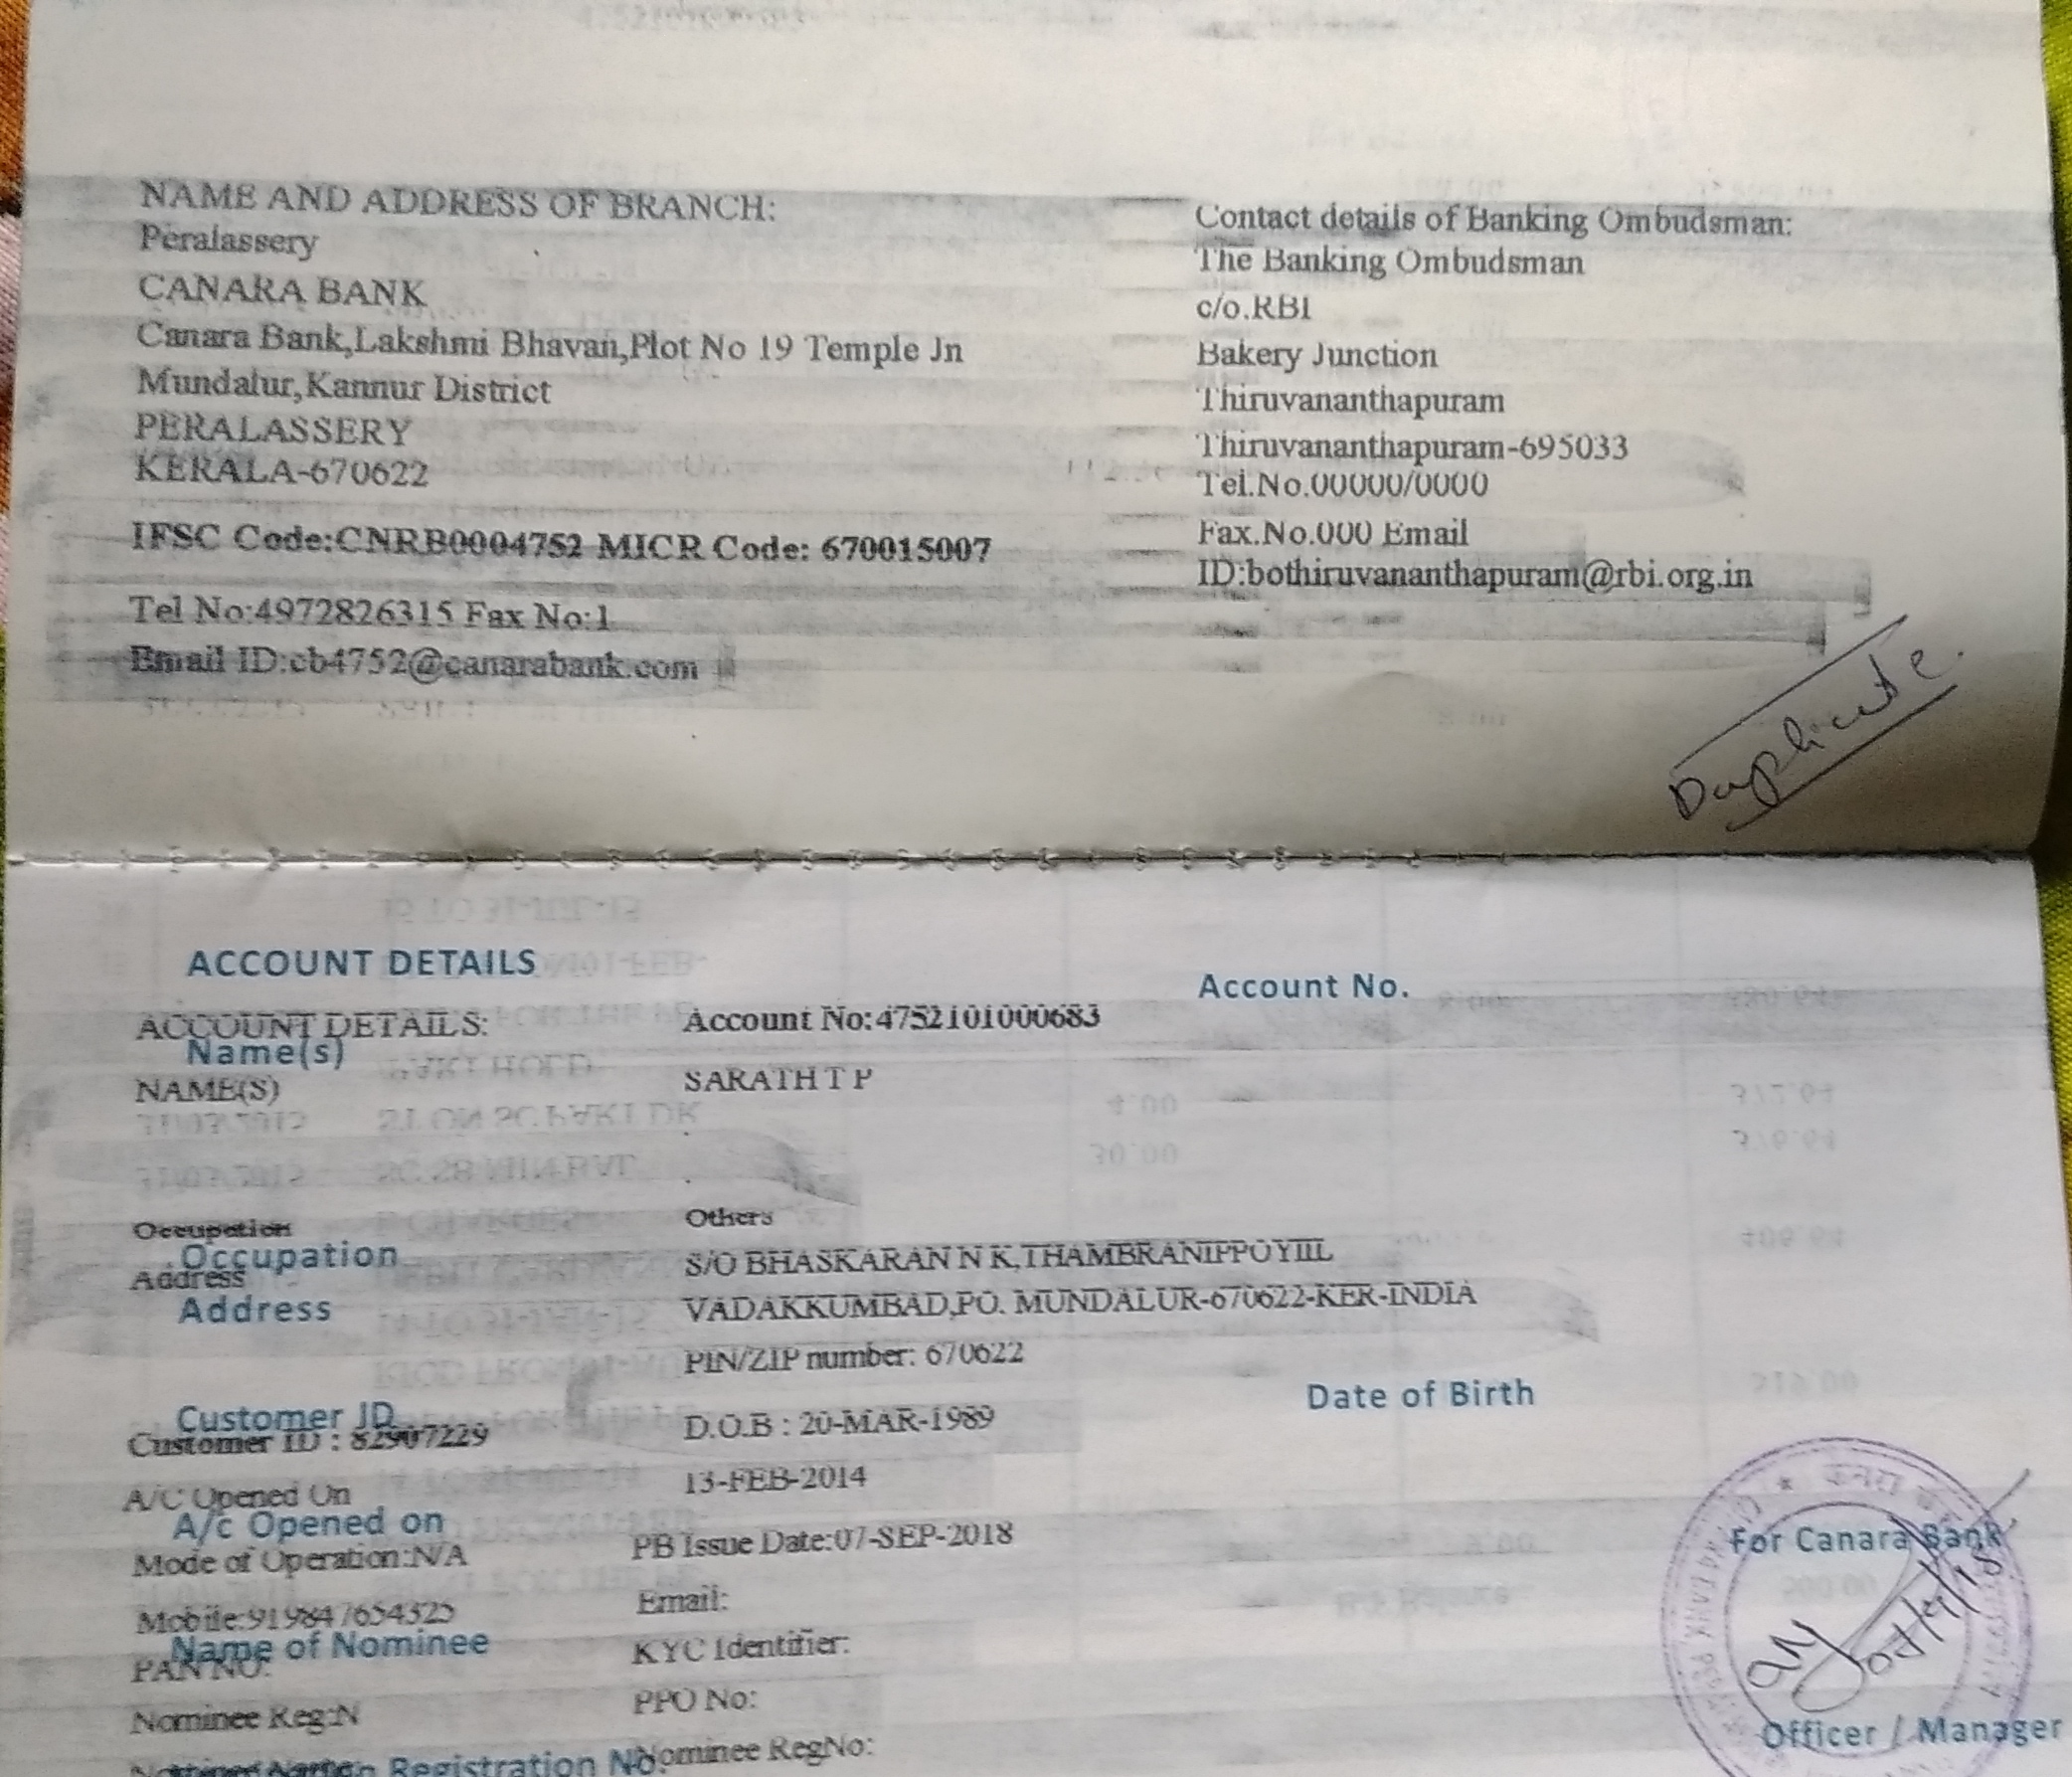 NAME AND ADDRESS OF BRANCH:
Peralassery
CANARA BANK
Canara Bank,Lakshmi Bhavan,Plot No 19 Temple Jn
Mundalur,Kannur District
PERALASSERY
KERALA-670622
IFSC Code:CNRB0004752 MICR Code: 670015007
Tel No:4972826315 Fax No:1
Email ID:cb4752@canarabank.com
Contact details of Banking Ombudsman:
The Banking Ombudsman
c/o.RBI
Bakery Junction
Thiruvananthapuram
Thiruvananthapuram-695033
Tel.No.00000/0000
Fax.No.000 Email
ID:bothiruvananthapuram@rbi.org.in
Duplicate.
ACCOUNT DETAILS
Account No.
ACCOUNT DETAILS: Account No:4752101000683
Name(s)
NAME(S) SARATH T P
Occupation Others
Occupation
Address S/O BHASKARAN N K,THAMBRANIPPOYIIL
Address VADAKKUMBAD,PO. MUNDALUR-670622-KER-INDIA
PIN/ZIP number: 670622
Date of Birth
Customer ID
Customer ID : 82907229 D.O.B : 20-MAR-1989
A/C Opened On 13-FEB-2014
A/c Opened on
Mode of Operation:N/A PB Issue Date:07-SEP-2018
For Canara Bank
Mobile:919847654325 Email:
Name of Nominee
PAN NO: KYC Identifier:
Nominee Reg:N PPO No:
Officer / Manager
Nominee RegNo:
Registration No.